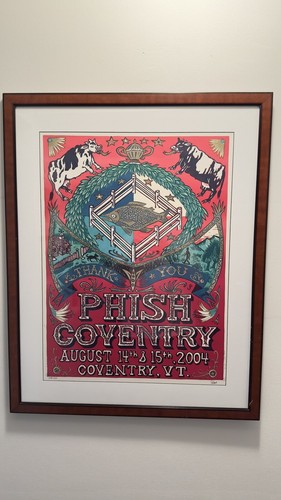 THANK YOU
PHISH
COVENTRY
AUGUST 14th & 15th, 2004
COVENTRY, VT.